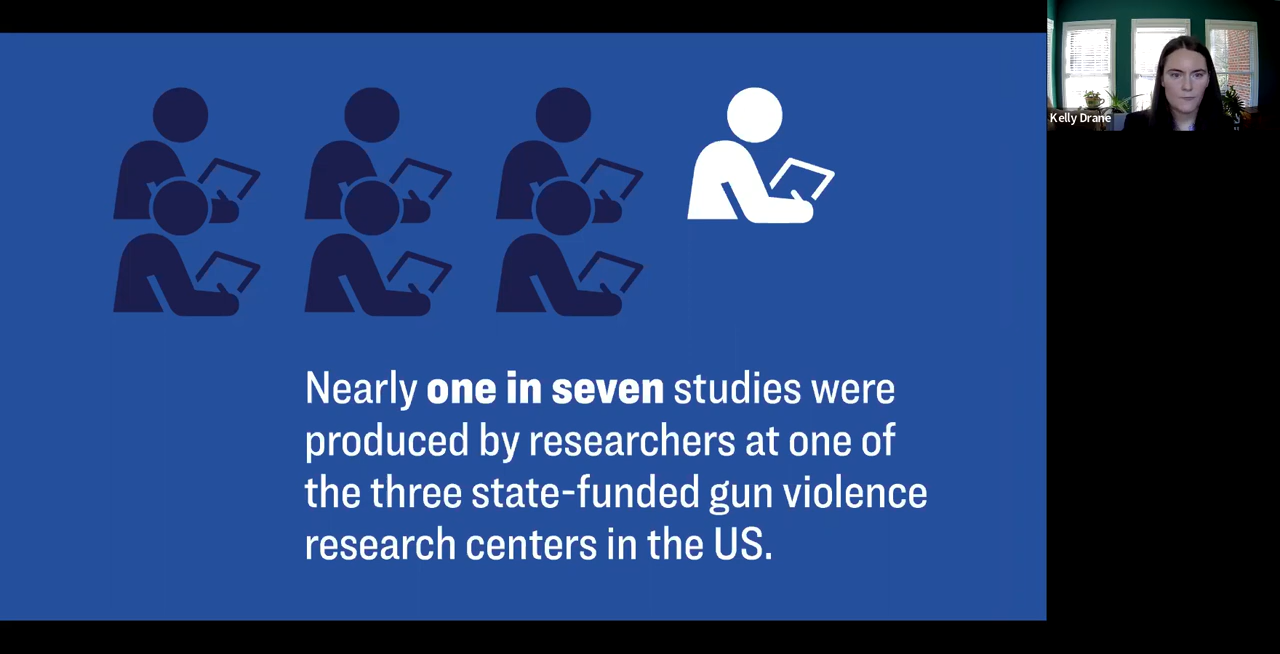 Kelly Drane
Nearly one in seven studies were
produced by researchers at one of
the three state-funded gun violence
research centers in the US.